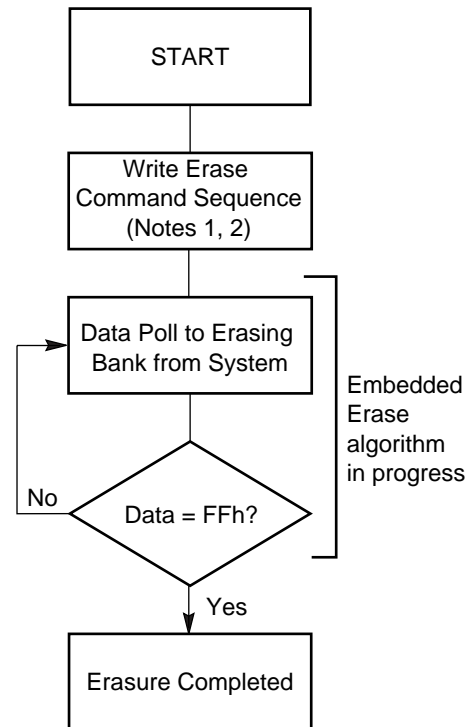 START
Write Erase
Command Sequence
(Notes 1, 2)
Data Poll to Erasing
Bank from System
Embedded
Erase
algorithm
in progress
No
Data = FFh?
Yes
Erasure Completed